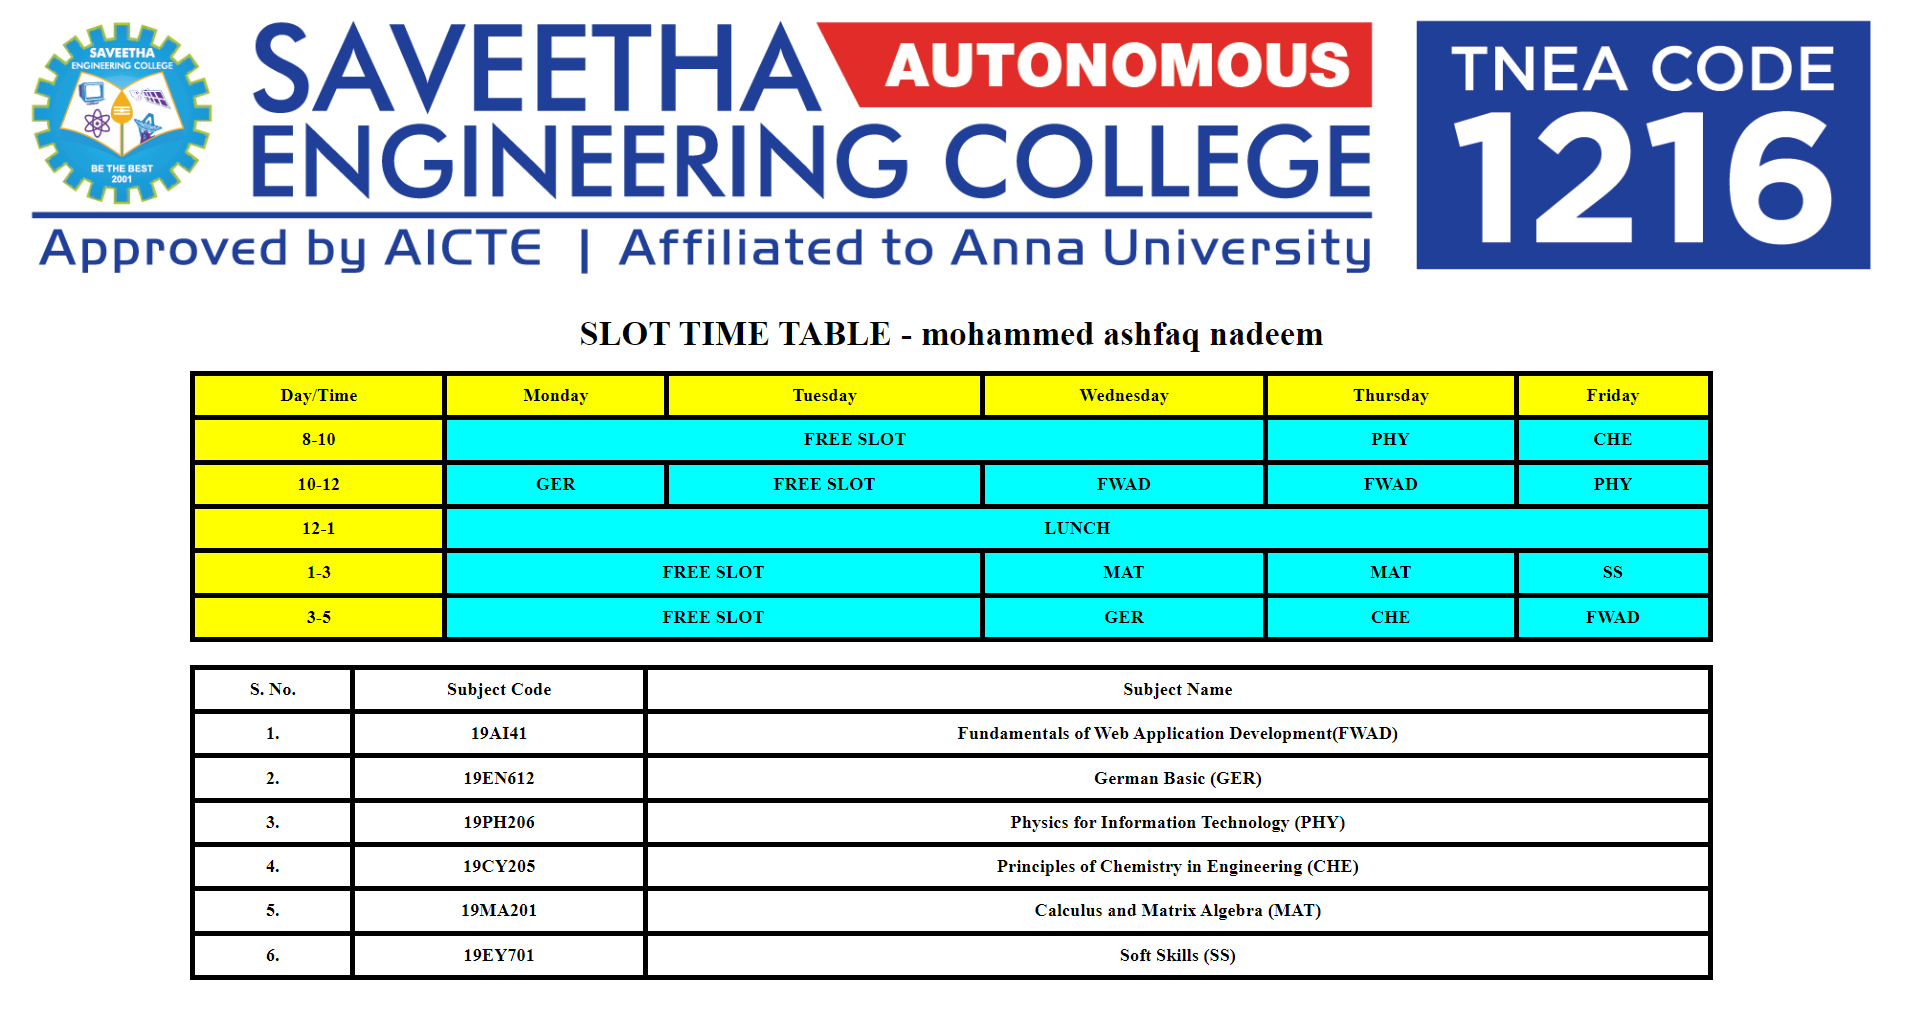 SAVEETHA
ENGINEERING COLLEGE
BE THE BEST
2001
SAVEETHA AUTONOMOUS
ENGINEERING COLLEGE
Approved by AICTE | Affiliated to Anna University
TNEA CODE
1216
SLOT TIME TABLE - mohammed ashfaq nadeem
Day/Time Monday Tuesday Wednesday Thursday Friday
8-10 FREE SLOT PHY CHE
10-12 GER FREE SLOT FWAD FWAD PHY
12-1 LUNCH
1-3 FREE SLOT MAT MAT SS
3-5 FREE SLOT GER CHE FWAD
S. No. Subject Code Subject Name
1. 19AI41 Fundamentals of Web Application Development(FWAD)
2. 19EN612 German Basic (GER)
3. 19PH206 Physics for Information Technology (PHY)
4. 19CY205 Principles of Chemistry in Engineering (CHE)
5. 19MA201 Calculus and Matrix Algebra (MAT)
6. 19EY701 Soft Skills (SS)